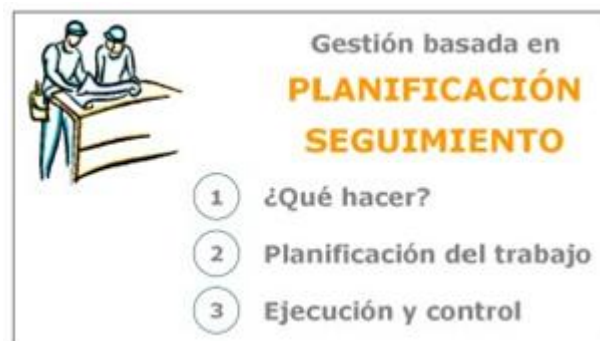 Gestión basada en
PLANIFICACIÓN
SEGUIMIENTO
1 ¿Qué hacer?
2 Planificación del trabajo
3 Ejecución y control